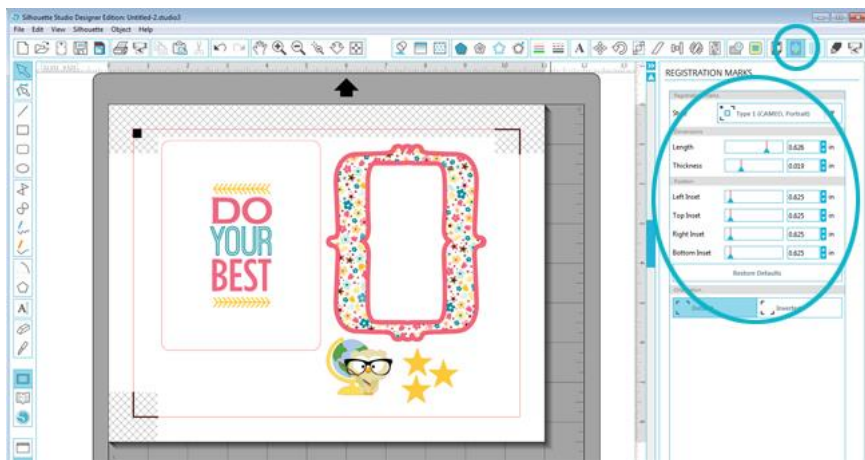 Silhouette Studio Designer Edition: Untitled-2.studio3
File Edit View Silhouette Object Help
REGISTRATION MARKS
Style Type 1 (CAMEO, Portrait)
Length 0.626 in
Thickness 0.019 in
Position
Left Inset 0.625 in
Top Inset 0.625 in
Right Inset 0.625 in
Bottom Inset 0.625 in
Restore Defaults
DO
YOUR
BEST